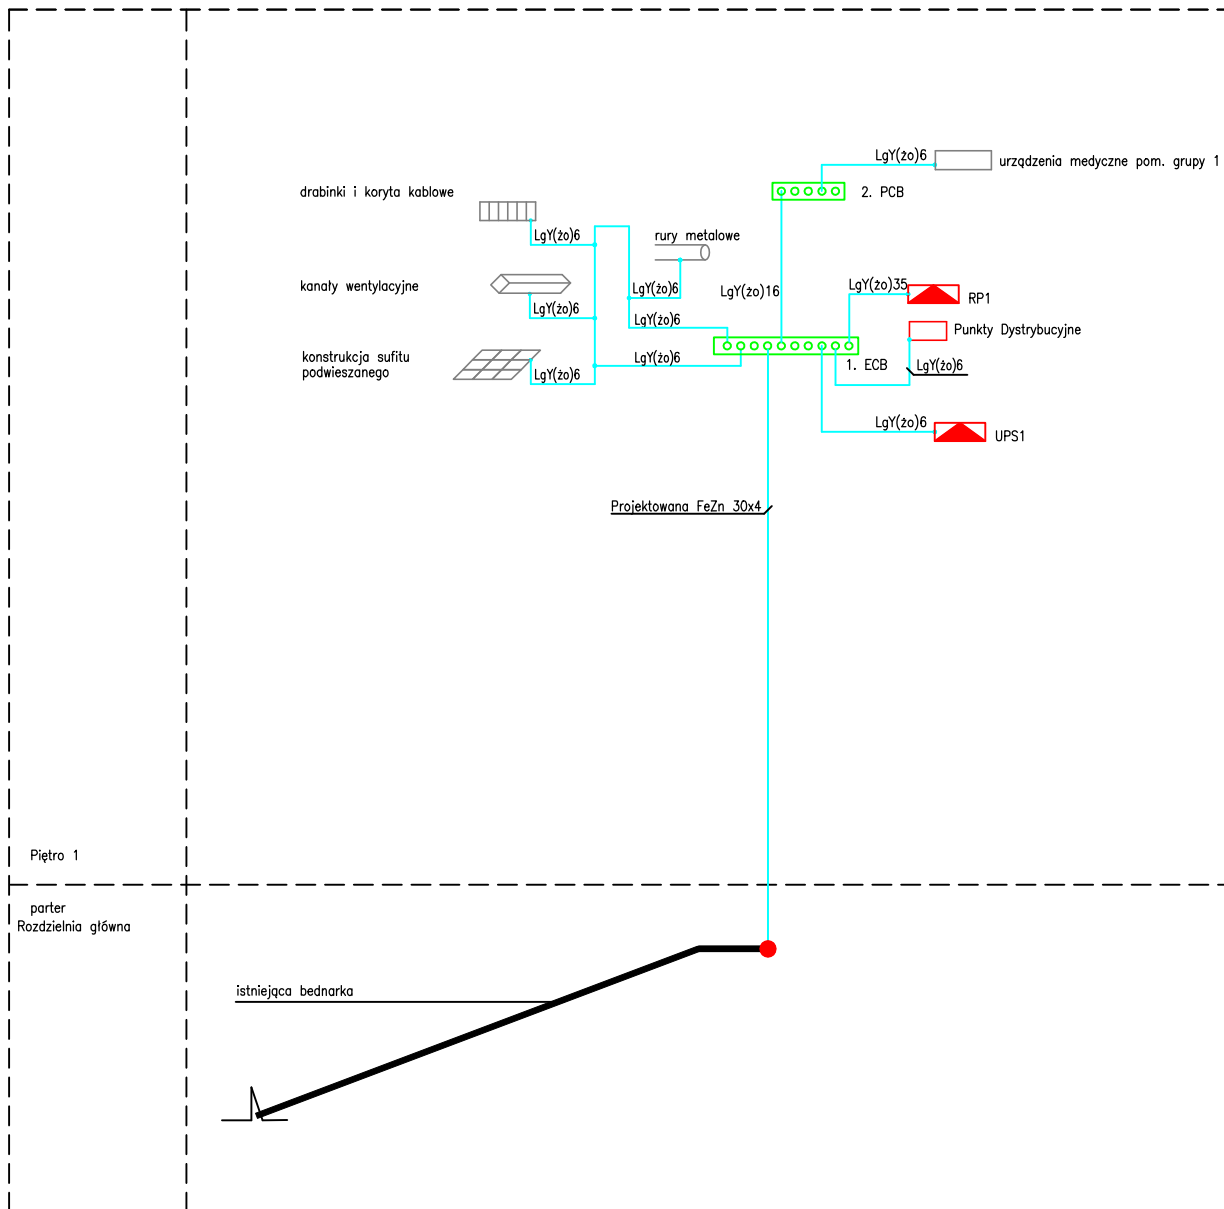 LgY(żo)6
urządzenia medyczne pom. grupy 1
drabinki i koryta kablowe
2. PCB
LgY(żo)6
rury metalowe
kanały wentylacyjne
LgY(żo)6
LgY(żo)16
LgY(żo)35
RP1
LgY(żo)6
LgY(żo)6
Punkty Dystrybucyjne
konstrukcja sufitu
podwieszanego
LgY(żo)6
LgY(żo)6
1. ECB
LgY(żo)6
LgY(żo)6
UPS1
Projektowana FeZn 30x4
Piętro 1
parter
Rozdzielnia główna
istniejąca bednarka